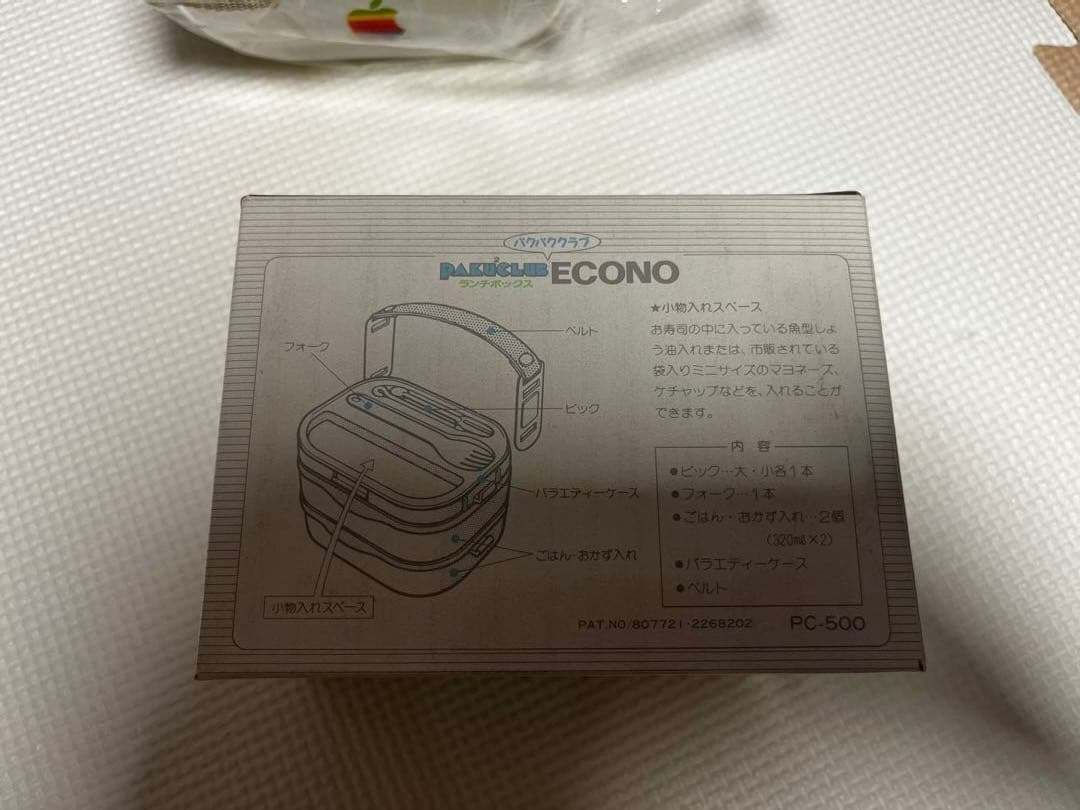 パクパククラブ
PAKU²CLUB ECONO
ランチボックス
ベルト
フォーク
ピック
バラエティーケース
ごはん・おかず入れ
小物入れスペース
★小物入れスペース
お寿司の中に入っている魚型しょ
う油入れまたは、市販されている
袋入りミニサイズのマヨネーズ、
ケチャップなどを、入れることが
できます。
内容
●ピック…大・小各1本
●フォーク…1本
●ごはん・おかず入れ…2個
(320㎖×2)
●バラエティーケース
●ベルト
PAT.NO/807721・2268202
PC-500